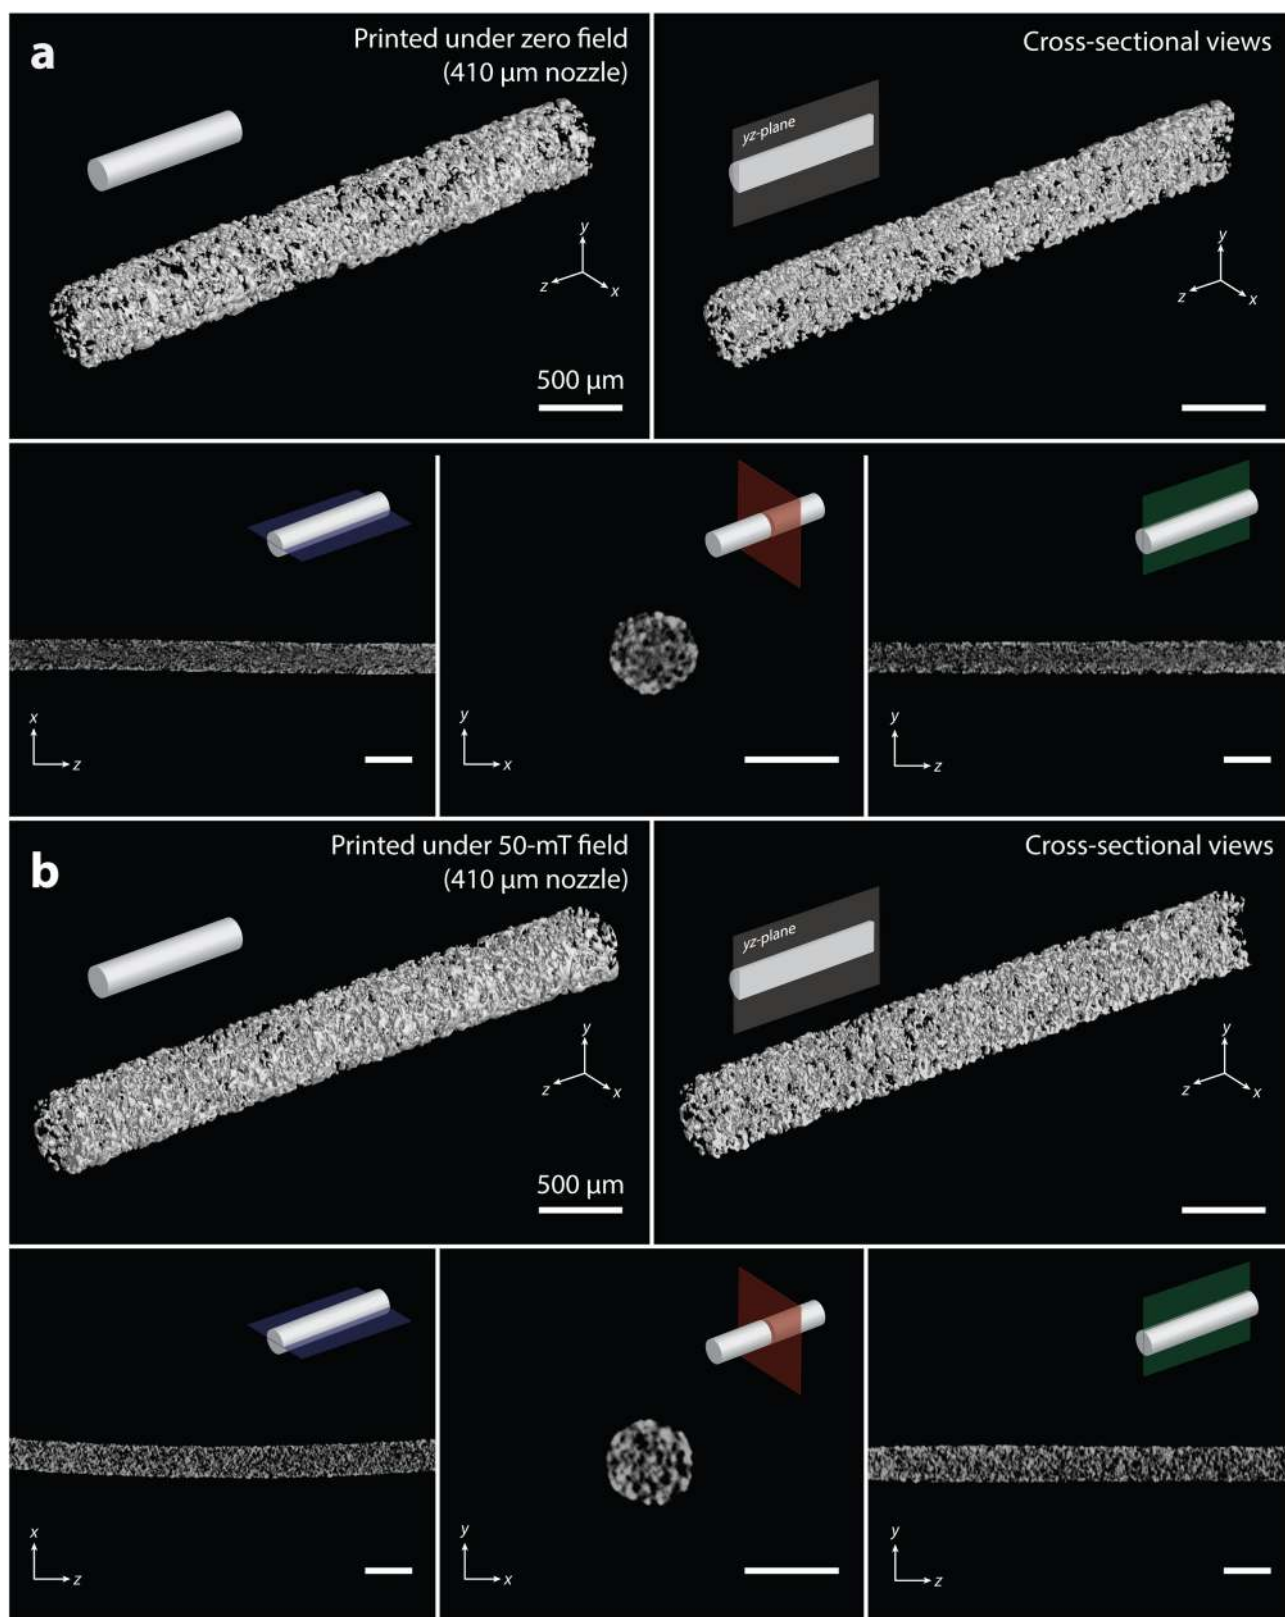 a
Printed under zero field
(410 μm nozzle)
y
z
x
500 μm
Cross-sectional views
yz-plane
y
z
x
x
z
y
x
y
z
b
Printed under 50-mT field
(410 μm nozzle)
y
z
x
500 μm
Cross-sectional views
yz-plane
y
z
x
x
z
y
x
y
z